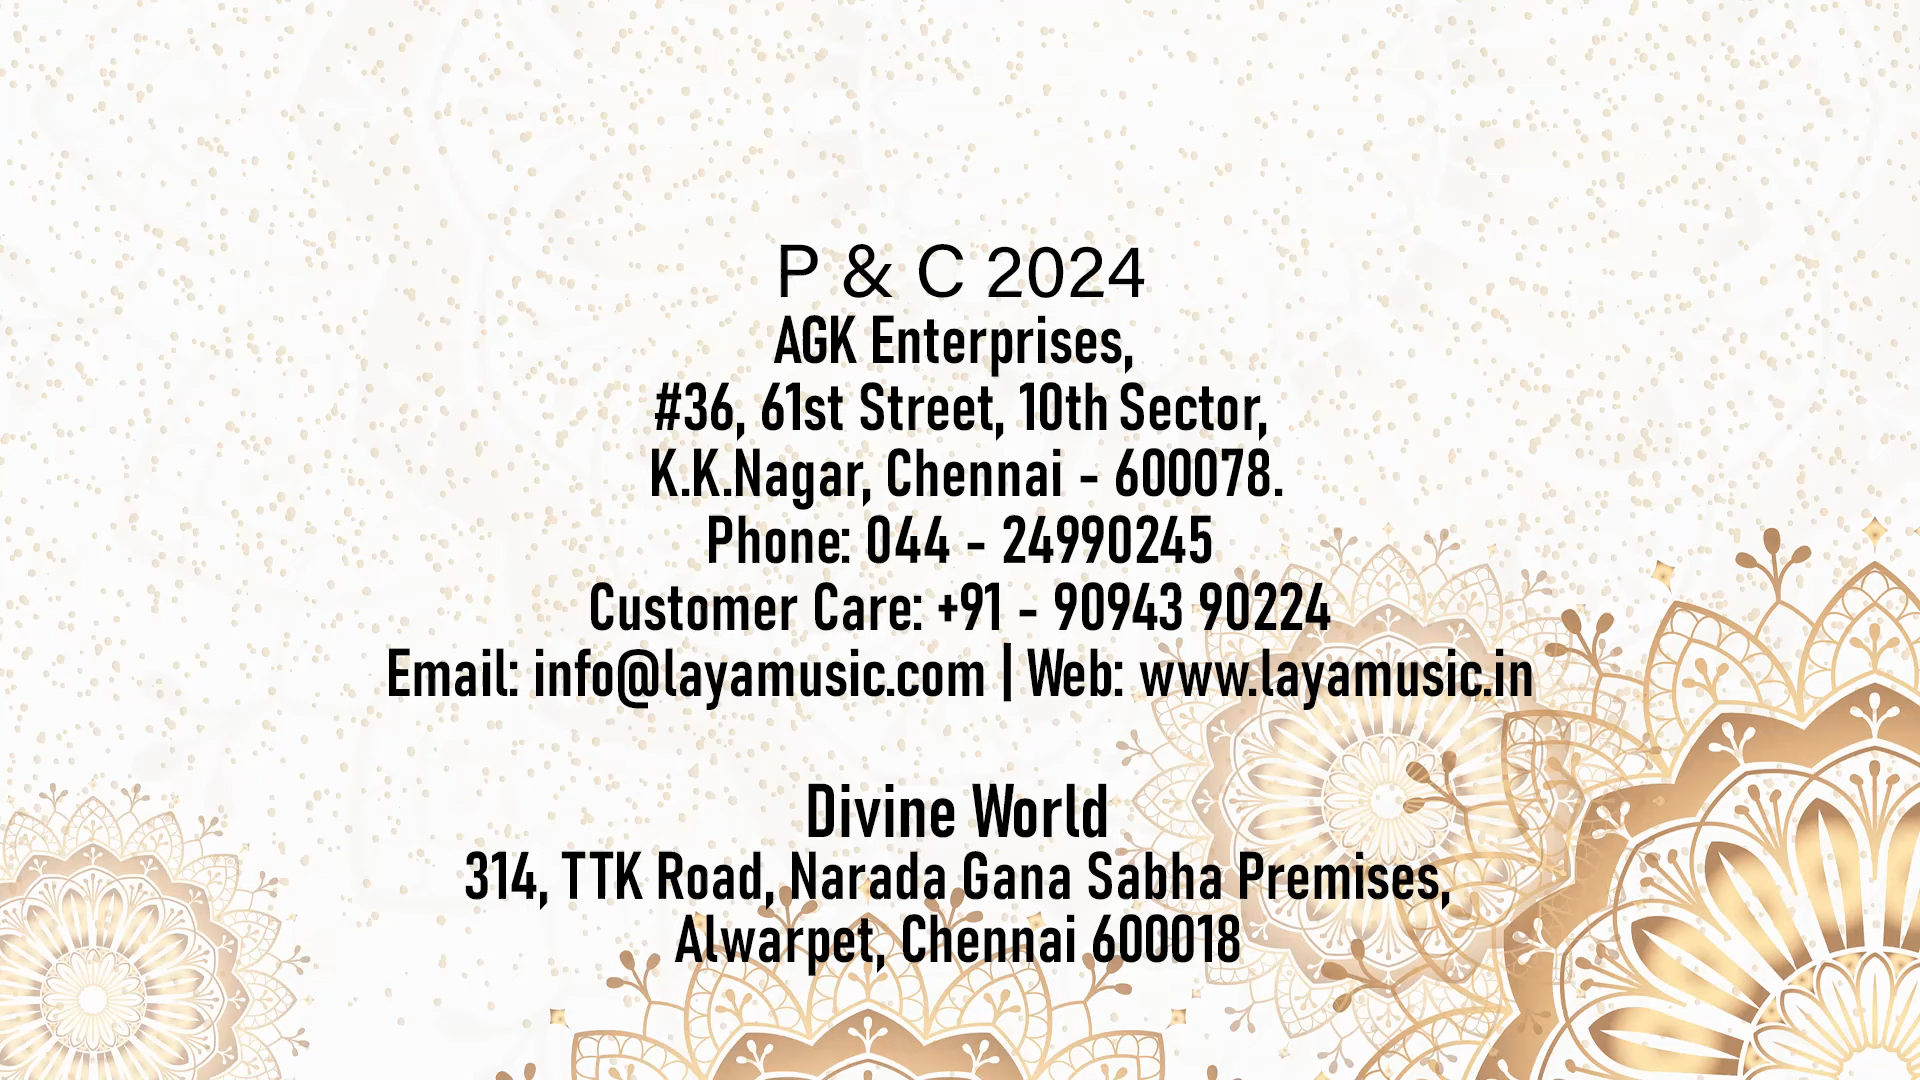 P & C 2024
AGK Enterprises,
#36, 61st Street, 10th Sector,
K.K.Nagar, Chennai - 600078.
Phone: 044 - 24990245
Customer Care: +91 - 90943 90224
Email: info@layamusic.com | Web: www.layamusic.in
Divine World
314, TTK Road, Narada Gana Sabha Premises,
Alwarpet, Chennai 600018